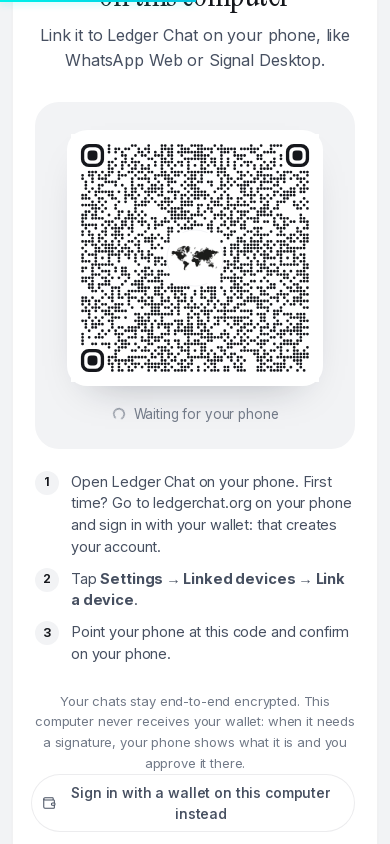 on this computer
Link it to Ledger Chat on your phone, like
WhatsApp Web or Signal Desktop.
Waiting for your phone
1 Open Ledger Chat on your phone. First
time? Go to ledgerchat.org on your phone
and sign in with your wallet: that creates
your account.
2 Tap Settings → Linked devices → Link
a device.
3 Point your phone at this code and confirm
on your phone.
Your chats stay end-to-end encrypted. This
computer never receives your wallet: when it needs
a signature, your phone shows what it is and you
approve it there.
Sign in with a wallet on this computer
instead